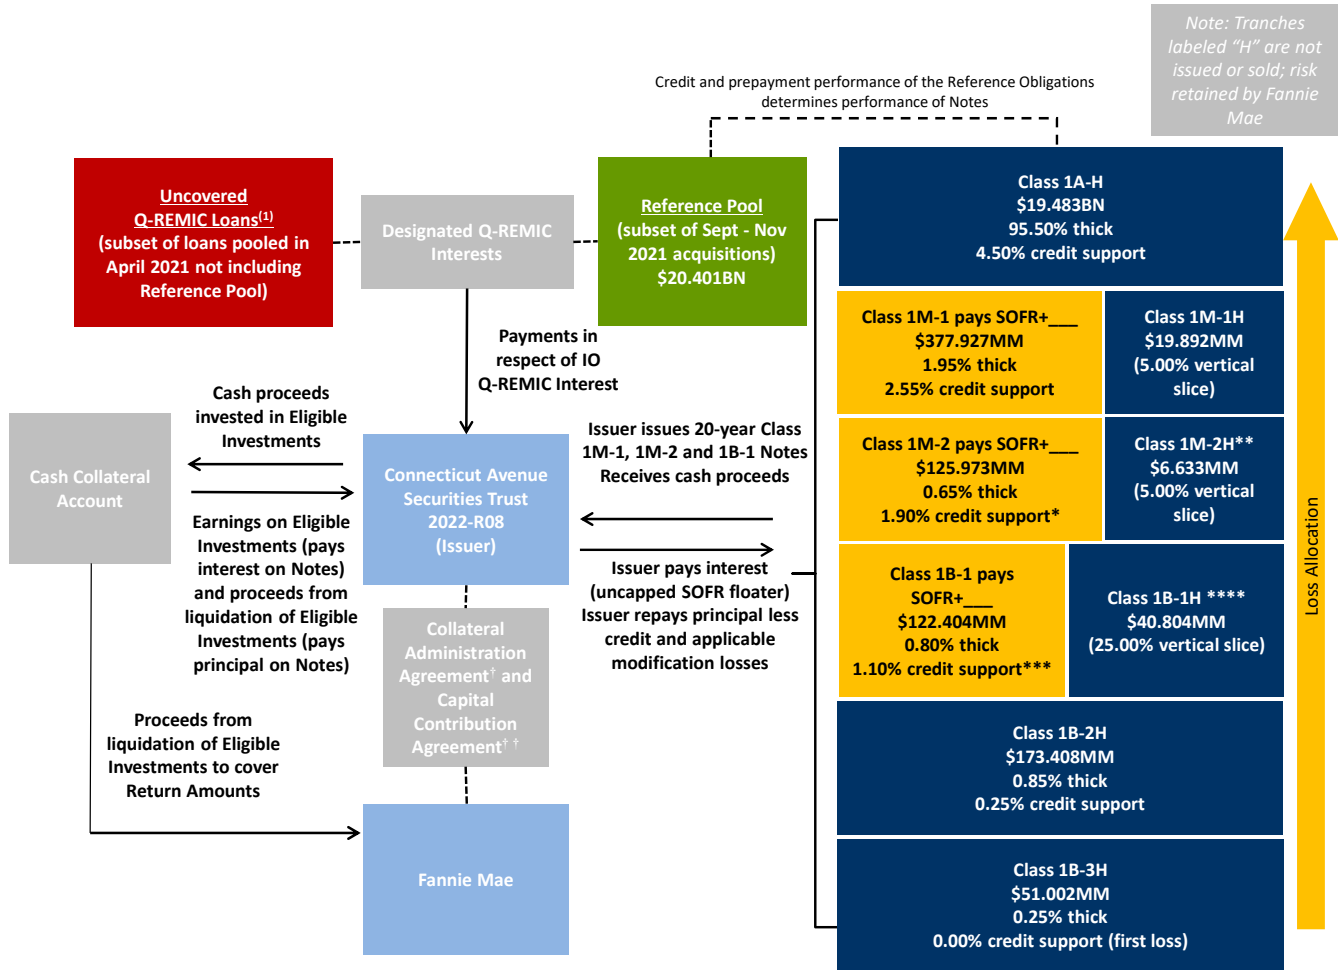 Note: Tranches
labeled "H" are not
issued or sold; risk
retained by Fannie
Mae
Credit and prepayment performance of the Reference Obligations
determines performance of Notes
Uncovered
Q-REMIC Loans(1)
(subset of loans pooled in
April 2021 not including
Reference Pool)
Designated Q-REMIC
Interests
Reference Pool
(subset of Sept - Nov
2021 acquisitions)
$20.401BN
Class 1A-H
$19.483BN
95.50% thick
4.50% credit support
Payments in
respect of IO
Q-REMIC Interest
Class 1M-1 pays SOFR+___
$377.927MM
1.95% thick
2.55% credit support
Class 1M-1H
$19.892MM
(5.00% vertical
slice)
Cash proceeds
invested in Eligible
Investments
Issuer issues 20-year Class
1M-1, 1M-2 and 1B-1 Notes
Receives cash proceeds
Cash Collateral
Account
Connecticut Avenue
Securities Trust
2022-R08
(Issuer)
Class 1M-2 pays SOFR+___
$125.973MM
0.65% thick
1.90% credit support*
Class 1M-2H**
$6.633MM
(5.00% vertical
slice)
Earnings on Eligible
Investments (pays
interest on Notes)
and proceeds from
liquidation of Eligible
Investments (pays
principal on Notes)
Issuer pays interest
(uncapped SOFR floater)
Issuer repays principal less
credit and applicable
modification losses
Class 1B-1 pays
SOFR+___
$122.404MM
0.80% thick
1.10% credit support***
Class 1B-1H ****
$40.804MM
(25.00% vertical slice)
Loss Allocation
Collateral
Administration
Agreement† and
Capital
Contribution
Agreement† †
Proceeds from
liquidation of Eligible
Investments to cover
Return Amounts
Class 1B-2H
$173.408MM
0.85% thick
0.25% credit support
Fannie Mae
Class 1B-3H
$51.002MM
0.25% thick
0.00% credit support (first loss)